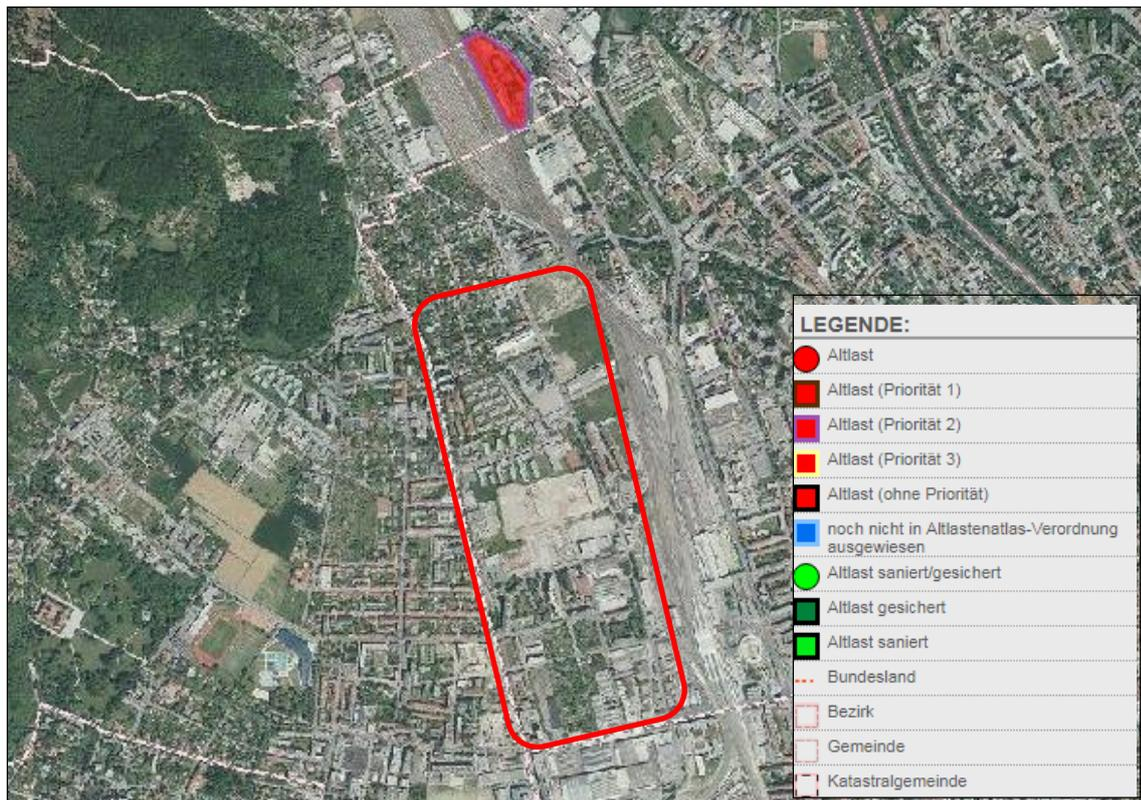 LEGENDE:
Altlast
Altlast (Priorität 1)
Altlast (Priorität 2)
Altlast (Priorität 3)
Altlast (ohne Priorität)
noch nicht in Altlastenatlas-Verordnung
ausgewiesen
Altlast saniert/gesichert
Altlast gesichert
Altlast saniert
Bundesland
Bezirk
Gemeinde
Katastralgemeinde